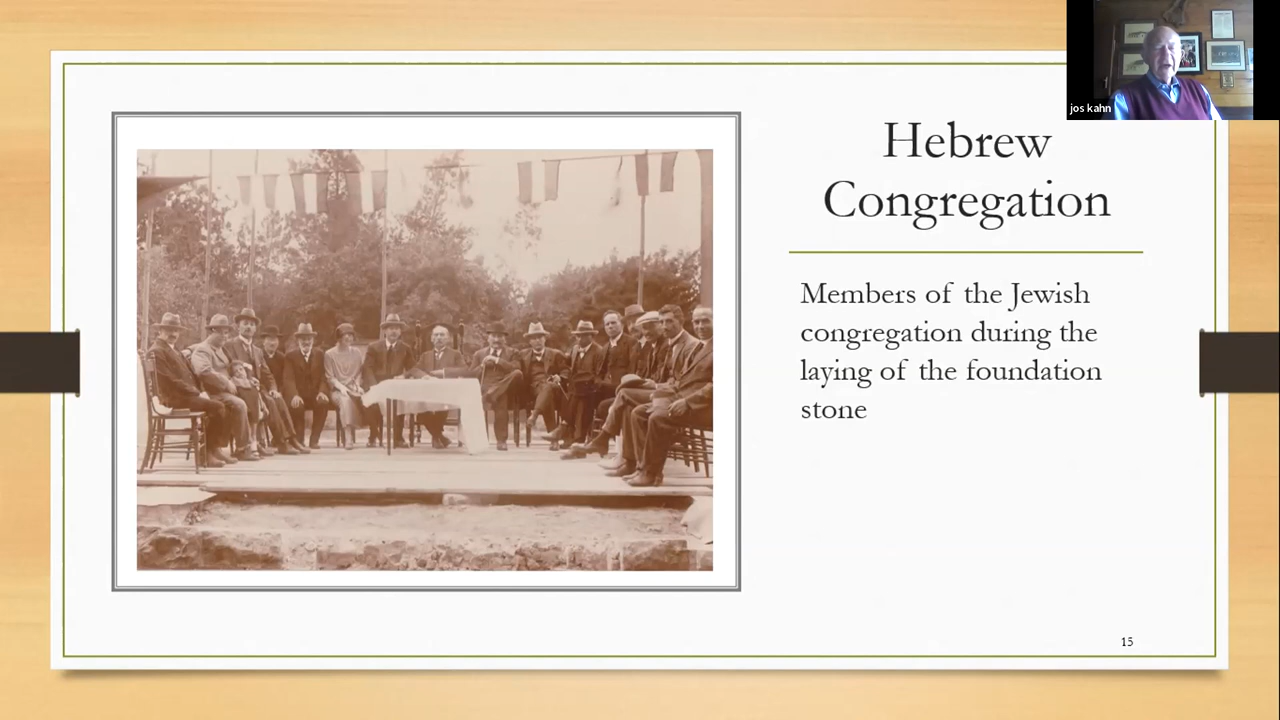 jos kahn
Hebrew
Congregation
Members of the Jewish
congregation during the
laying of the foundation
stone
15